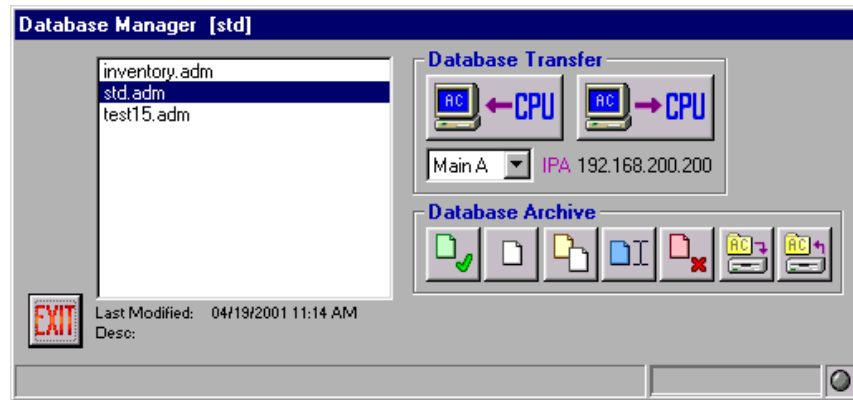 Database Manager [std]
inventory.adm
std.adm
test15.adm
Database Transfer
AC CPU
AC CPU
Main A IPA 192.168.200.200
Database Archive
AC
AC
EXIT
Last Modified: 04/19/2001 11:14 AM
Desc: